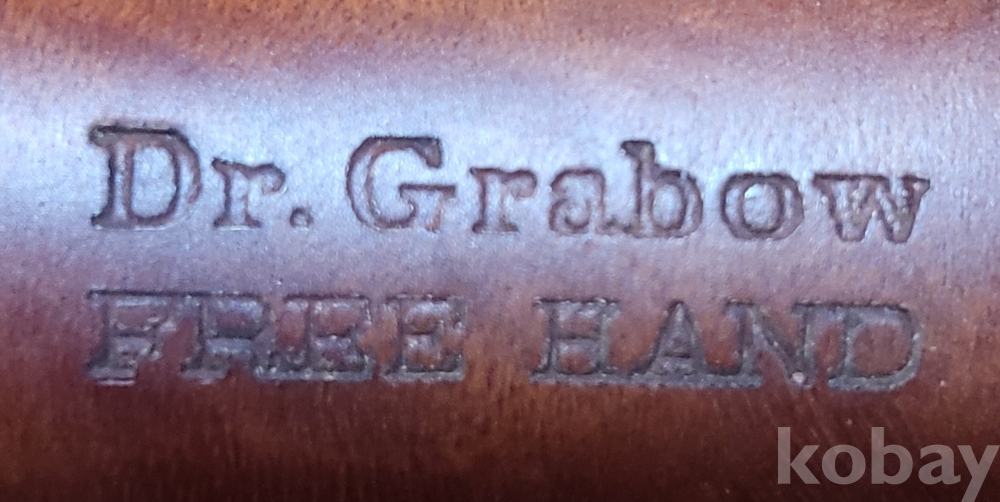 Dr. Grabow
FREE HAND
kobay